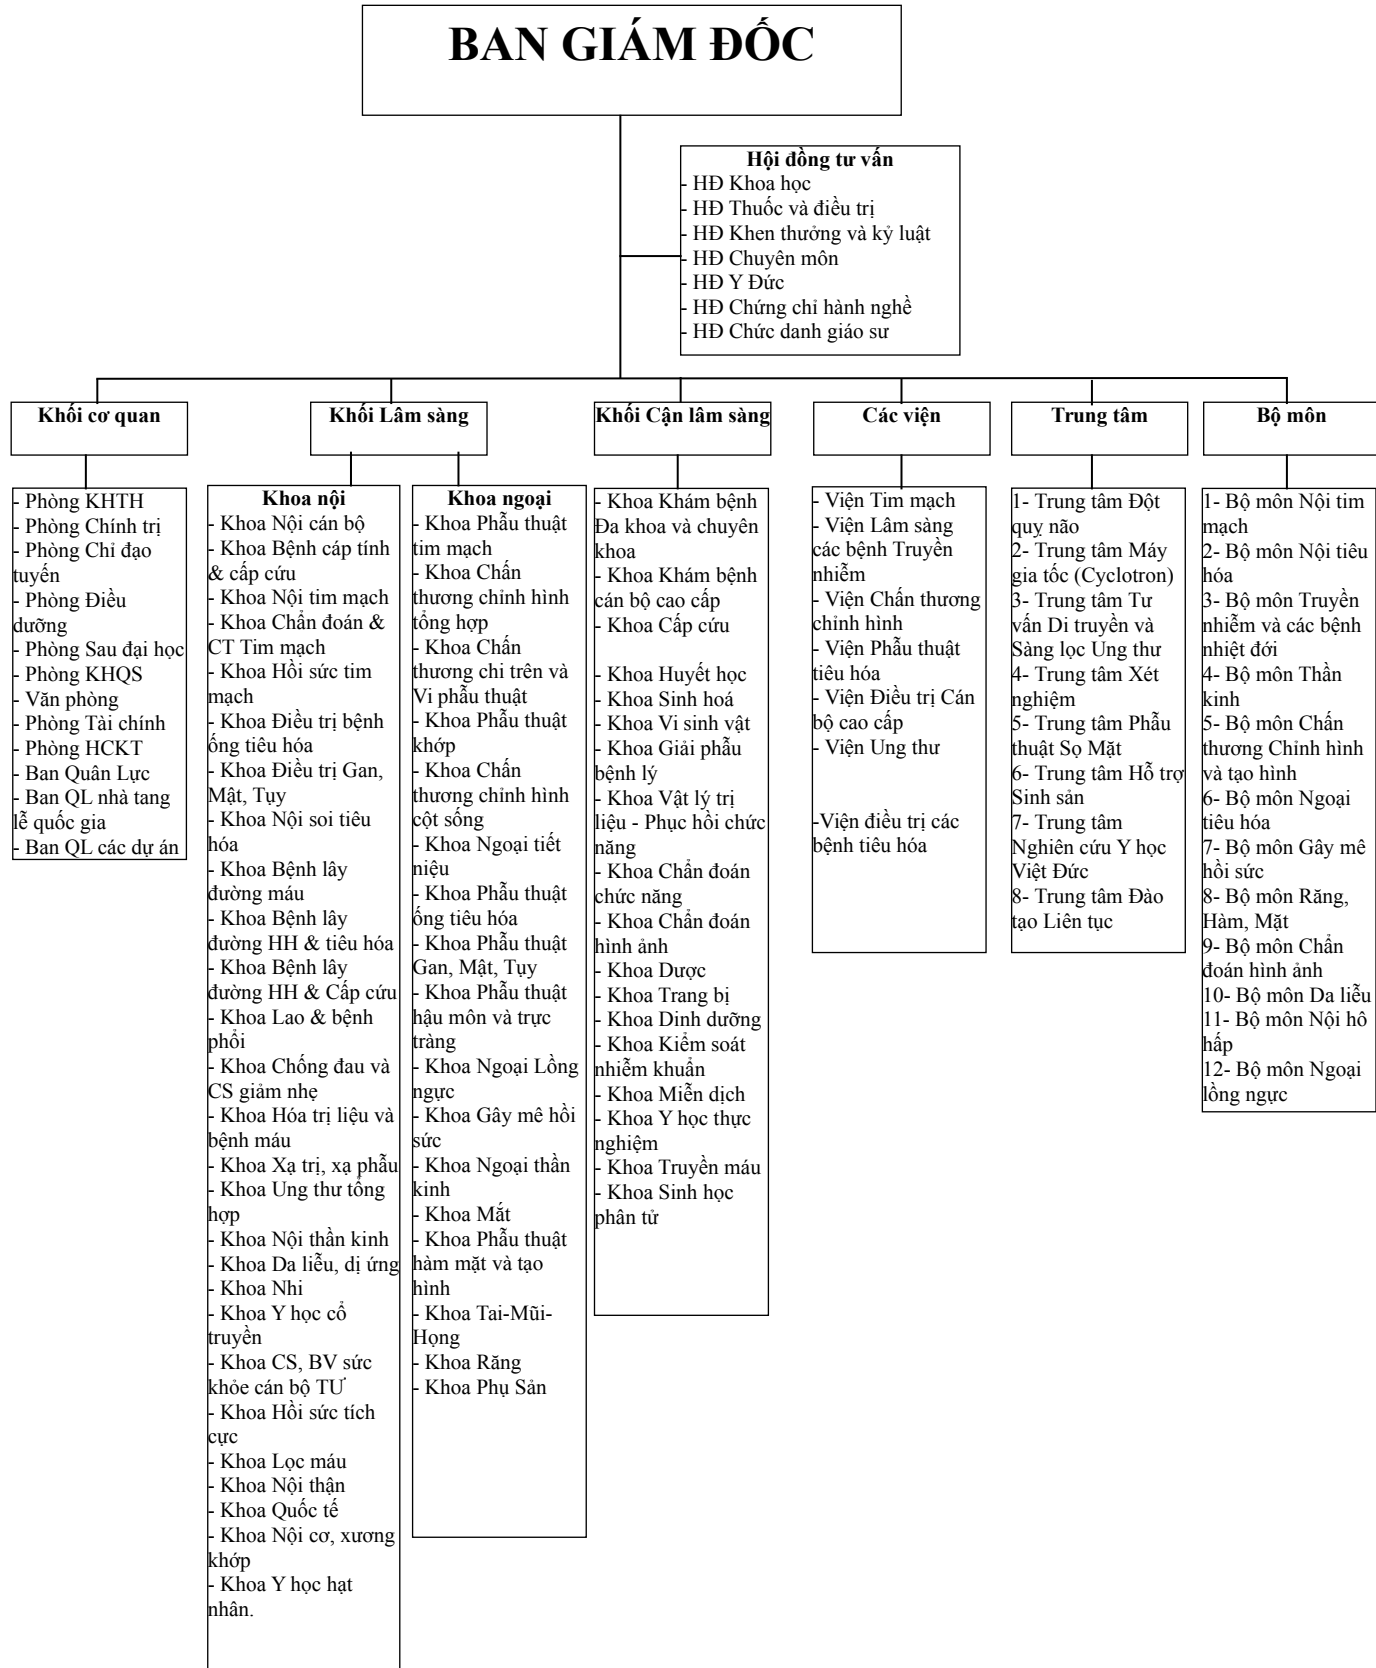 BAN GIÁM ĐỐC
Hội đồng tư vấn
- HĐ Khoa học
- HĐ Thuốc và điều trị
- HĐ Khen thưởng và kỷ luật
- HĐ Chuyên môn
- HĐ Y Đức
- HĐ Chứng chỉ hành nghề
- HĐ Chức danh giáo sư
Khối cơ quan
- Phòng KHTH
- Phòng Chính trị
- Phòng Chỉ đạo
tuyến
- Phòng Điều
dưỡng
- Phòng Sau đại học
- Phòng KHQS
- Văn phòng
- Phòng Tài chính
- Phòng HCKT
- Ban Quân Lực
- Ban QL nhà tang
lễ quốc gia
- Ban QL các dự án
Khối Lâm sàng
Khoa nội
- Khoa Nội cán bộ
- Khoa Bệnh cáp tính
& cấp cứu
- Khoa Nội tim mạch
- Khoa Chẩn đoán &
CT Tim mạch
- Khoa Hồi sức tim
mạch
- Khoa Điều trị bệnh
ống tiêu hóa
- Khoa Điều trị Gan,
Mật, Tụy
- Khoa Nội soi tiêu
hóa
- Khoa Bệnh lây
đường máu
- Khoa Bệnh lây
đường HH & tiêu hóa
- Khoa Bệnh lây
đường HH & Cấp cứu
- Khoa Lao & bệnh
phổi
- Khoa Chống đau và
CS giảm nhẹ
- Khoa Hóa trị liệu và
bệnh máu
- Khoa Xạ trị, xạ phẫu
- Khoa Ung thư tổng
hợp
- Khoa Nội thần kinh
- Khoa Da liễu, dị ứng
- Khoa Nhi
- Khoa Y học cổ
truyền
- Khoa CS, BV sức
khỏe cán bộ TƯ
- Khoa Hồi sức tích
cực
- Khoa Lọc máu
- Khoa Nội thận
- Khoa Quốc tế
- Khoa Nội cơ, xương
khớp
- Khoa Y học hạt
nhân.
Khoa ngoại
- Khoa Phẫu thuật
tim mạch
- Khoa Chấn
thương chỉnh hình
tổng hợp
- Khoa Chấn
thương chi trên và
Vi phẫu thuật
- Khoa Phẫu thuật
khớp
- Khoa Chấn
thương chỉnh hình
cột sống
- Khoa Ngoại tiết
niệu
- Khoa Phẫu thuật
ống tiêu hóa
- Khoa Phẫu thuật
Gan, Mật, Tụy
- Khoa Phẫu thuật
hậu môn và trực
tràng
- Khoa Ngoại Lồng
ngực
- Khoa Gây mê hồi
sức
- Khoa Ngoại thần
kinh
- Khoa Mắt
- Khoa Phẫu thuật
hàm mặt và tạo
hình
- Khoa Tai-Mũi-
Họng
- Khoa Răng
- Khoa Phụ Sản
Khối Cận lâm sàng
- Khoa Khám bệnh
Đa khoa và chuyên
khoa
- Khoa Khám bệnh
cán bộ cao cấp
- Khoa Cấp cứu
- Khoa Huyết học
- Khoa Sinh hoá
- Khoa Vi sinh vật
- Khoa Giải phẫu
bệnh lý
- Khoa Vật lý trị
liệu - Phục hồi chức
năng
- Khoa Chẩn đoán
chức năng
- Khoa Chẩn đoán
hình ảnh
- Khoa Dược
- Khoa Trang bị
- Khoa Dinh dưỡng
- Khoa Kiểm soát
nhiễm khuẩn
- Khoa Miễn dịch
- Khoa Y học thực
nghiệm
- Khoa Truyền máu
- Khoa Sinh học
phân tử
Các viện
- Viện Tim mạch
- Viện Lâm sàng
các bệnh Truyền
nhiễm
- Viện Chấn thương
chỉnh hình
- Viện Phẫu thuật
tiêu hóa
- Viện Điều trị Cán
bộ cao cấp
- Viện Ung thư
-Viện điều trị các
bệnh tiêu hóa
Trung tâm
1- Trung tâm Đột
quỵ não
2- Trung tâm Máy
gia tốc (Cyclotron)
3- Trung tâm Tư
vấn Di truyền và
Sàng lọc Ung thư
4- Trung tâm Xét
nghiệm
5- Trung tâm Phẫu
thuật Sọ Mặt
6- Trung tâm Hỗ trợ
Sinh sản
7- Trung tâm
Nghiên cứu Y học
Việt Đức
8- Trung tâm Đào
tạo Liên tục
Bộ môn
1- Bộ môn Nội tim
mạch
2- Bộ môn Nội tiêu
hóa
3- Bộ môn Truyền
nhiễm và các bệnh
nhiệt đới
4- Bộ môn Thần
kinh
5- Bộ môn Chấn
thương Chỉnh hình
và tạo hình
6- Bộ môn Ngoại
tiêu hóa
7- Bộ môn Gây mê
hồi sức
8- Bộ môn Răng,
Hàm, Mặt
9- Bộ môn Chẩn
đoán hình ảnh
10- Bộ môn Da liễu
11- Bộ môn Nội hô
hấp
12- Bộ môn Ngoại
lồng ngực